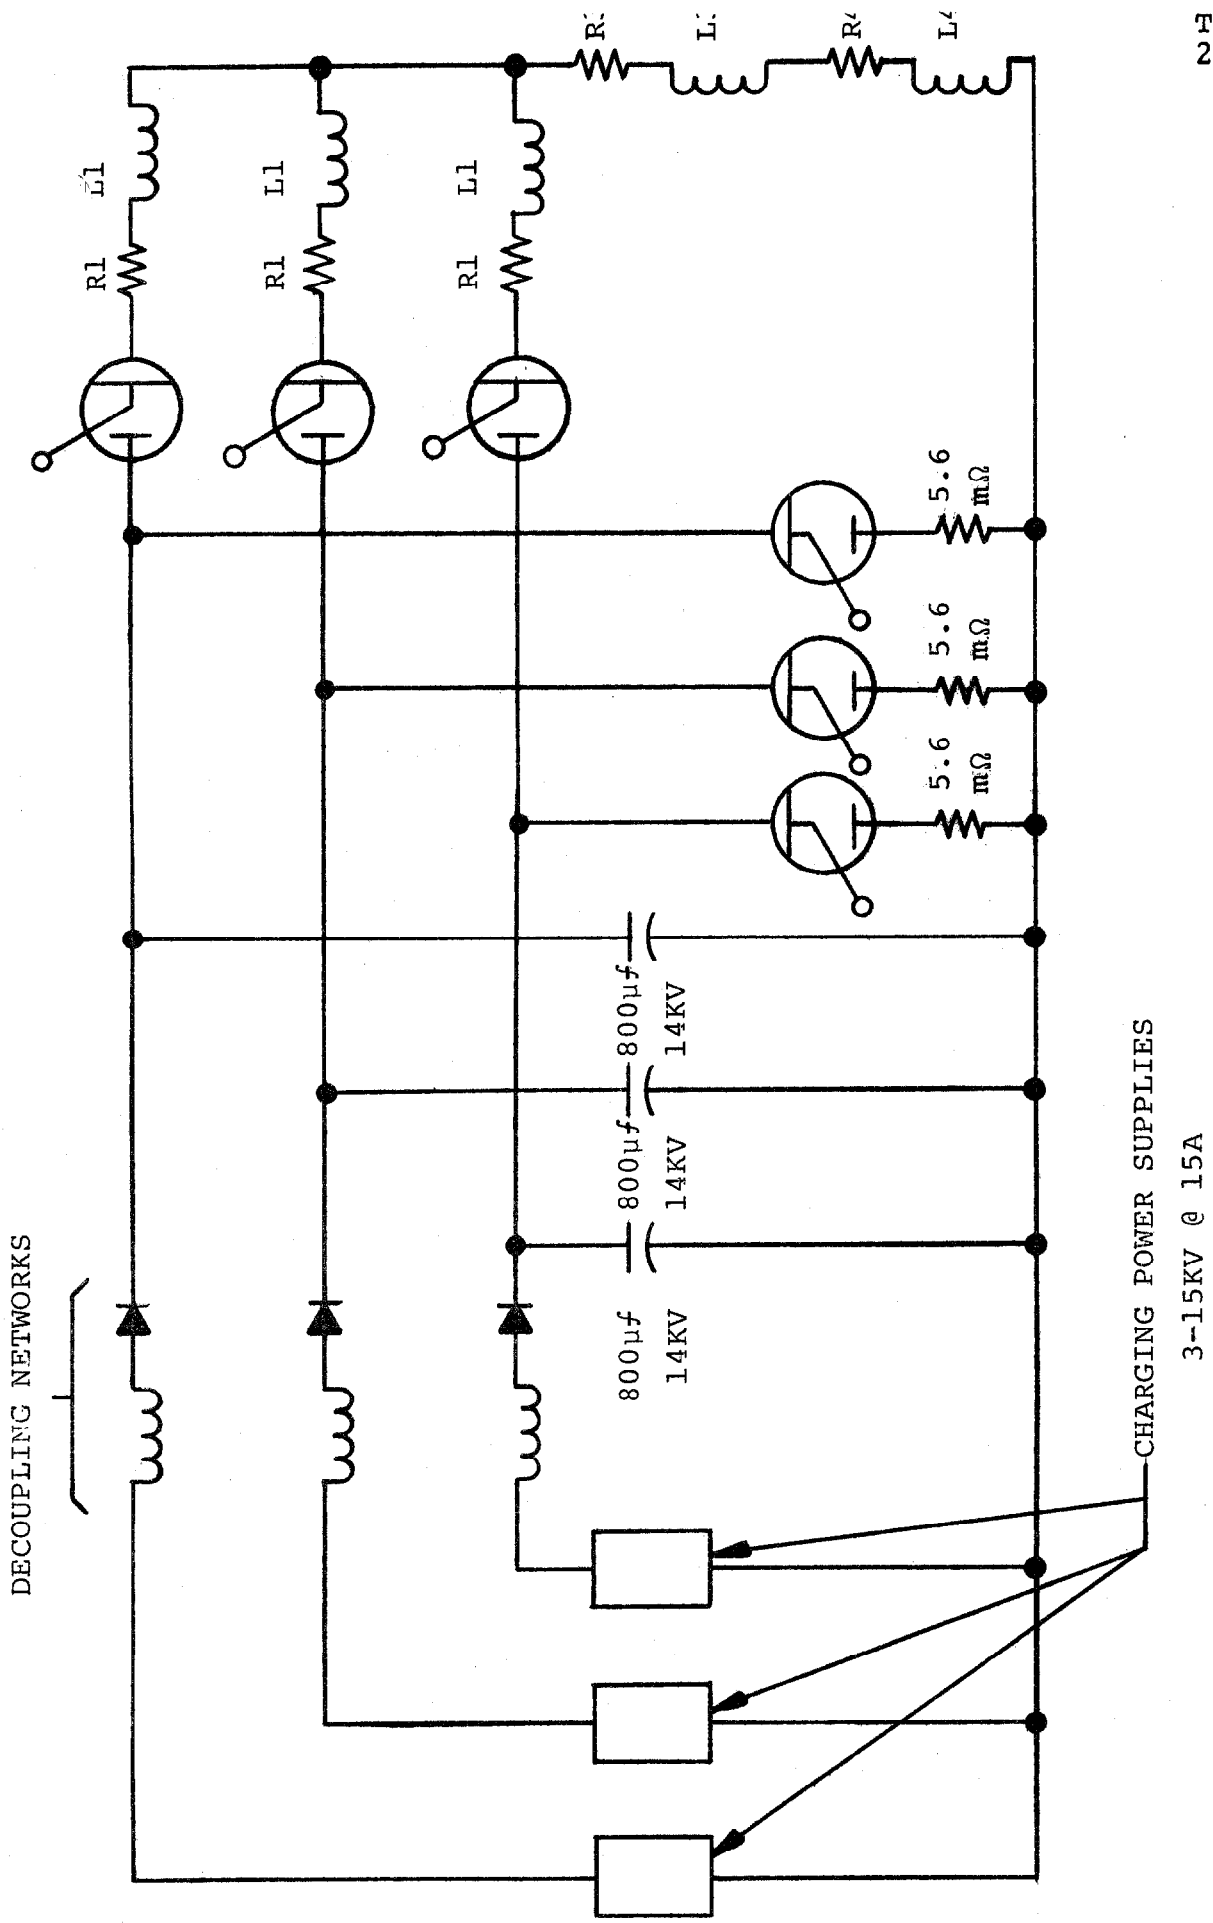 DECOUPLING NETWORKS
R1
L1
R1
L1
R1
L1
5.6
mΩ
5.6
mΩ
5.6
mΩ
800µf
14KV
800µf
14KV
800µf
14KV
CHARGING POWER SUPPLIES
3-15KV @ 15A